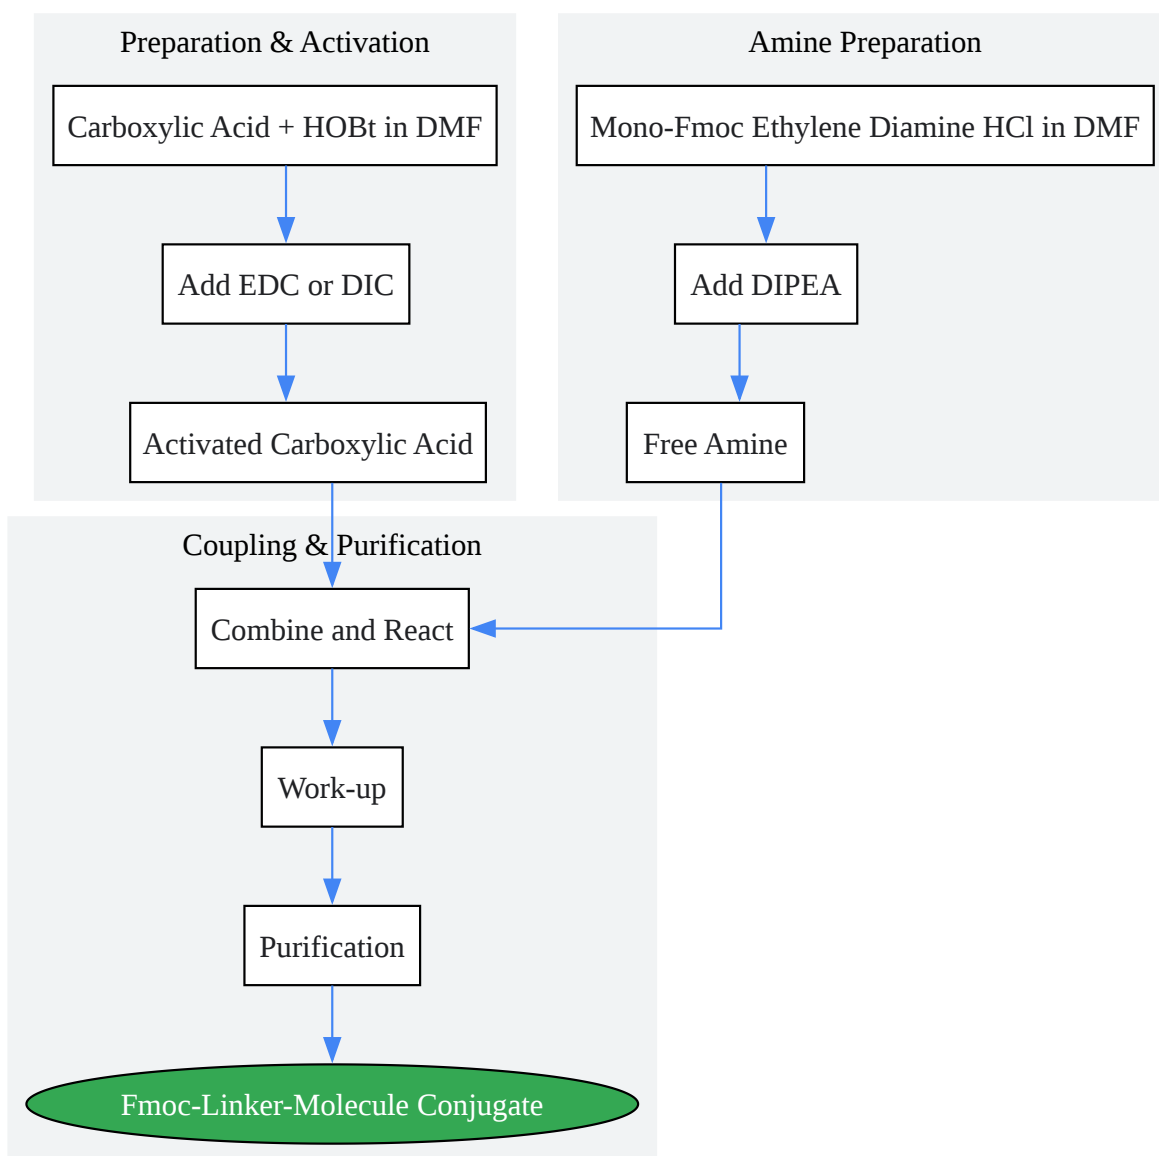 Preparation & Activation
Carboxylic Acid + HOBt in DMF
Add EDC or DIC
Activated Carboxylic Acid
Amine Preparation
Mono-Fmoc Ethylene Diamine HCl in DMF
Add DIPEA
Free Amine
Coupling & Purification
Combine and React
Work-up
Purification
Fmoc-Linker-Molecule Conjugate